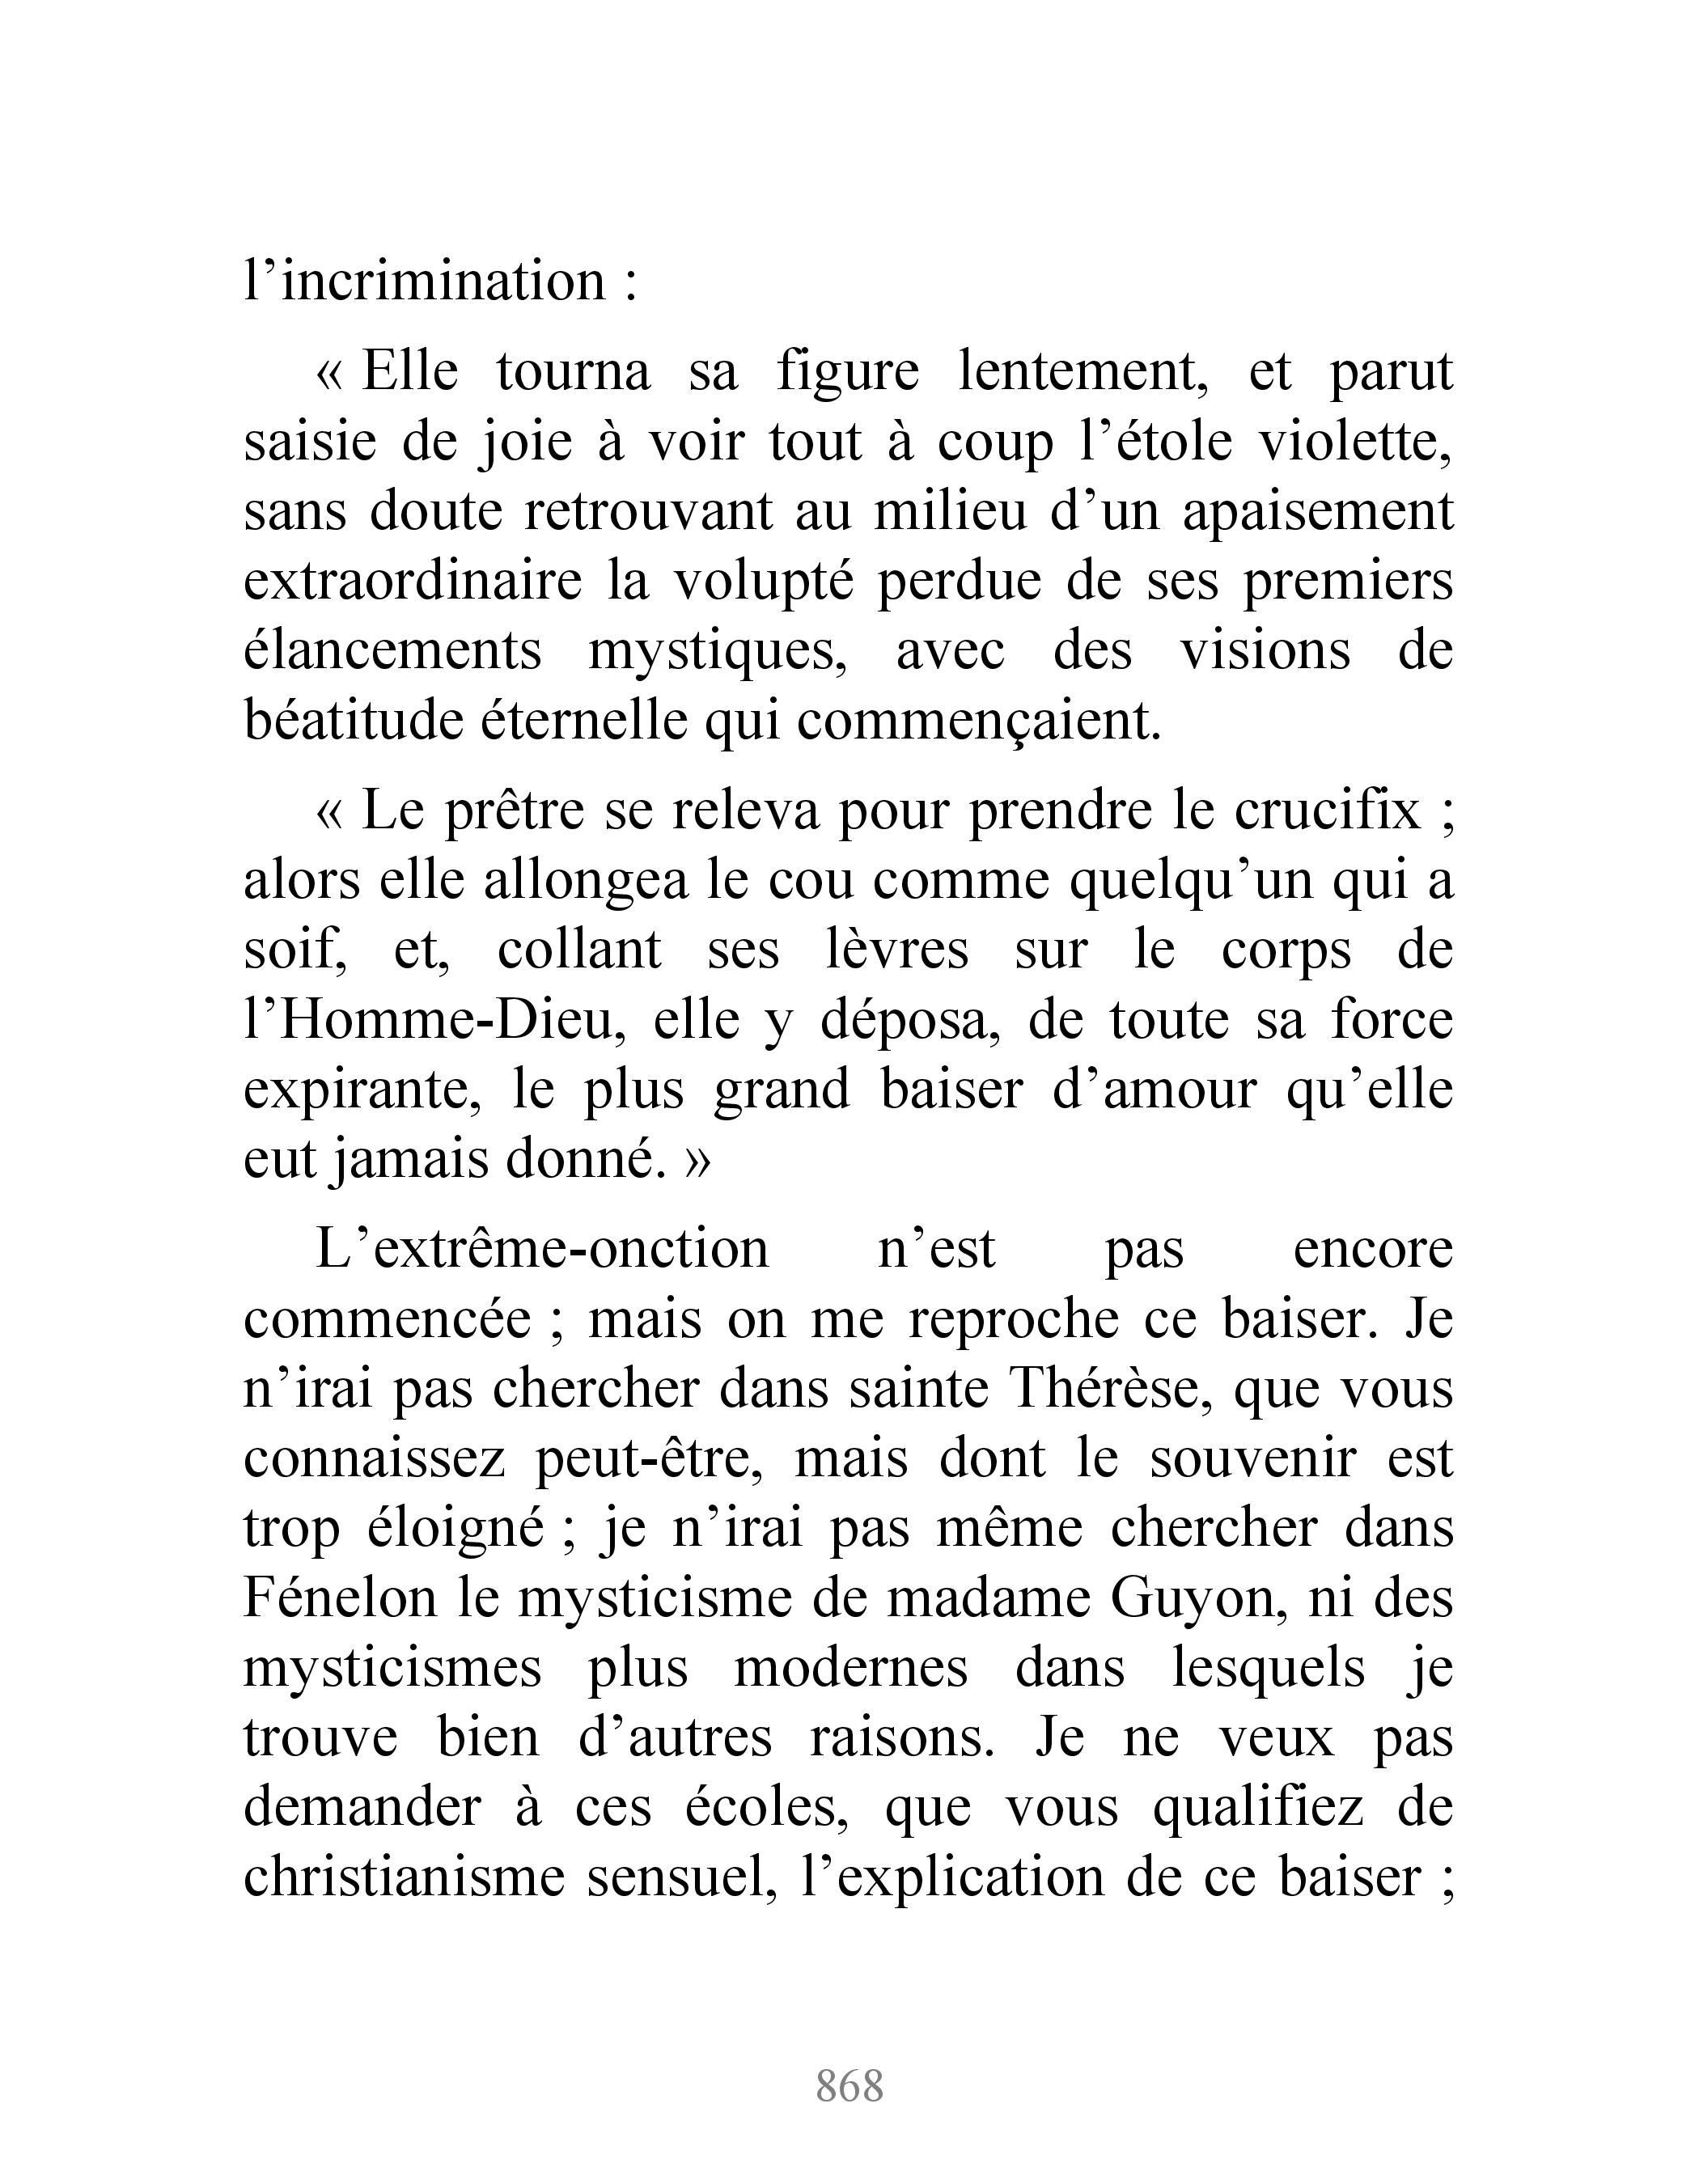 l’incrimination :
« Elle tourna sa figure lentement, et parut
saisie de joie à voir tout à coup l’étole violette,
sans doute retrouvant au milieu d’un apaisement
extraordinaire la volupté perdue de ses premiers
élancements mystiques, avec des visions de
béatitude éternelle qui commençaient.
« Le prêtre se releva pour prendre le crucifix ;
alors elle allongea le cou comme quelqu’un qui a
soif, et, collant ses lèvres sur le corps de
l’Homme-Dieu, elle y déposa, de toute sa force
expirante, le plus grand baiser d’amour qu’elle
eut jamais donné. »
L’extrême-onction n’est pas encore
commencée ; mais on me reproche ce baiser. Je
n’irai pas chercher dans sainte Thérèse, que vous
connaissez peut-être, mais dont le souvenir est
trop éloigné ; je n’irai pas même chercher dans
Fénelon le mysticisme de madame Guyon, ni des
mysticismes plus modernes dans lesquels je
trouve bien d’autres raisons. Je ne veux pas
demander à ces écoles, que vous qualifiez de
christianisme sensuel, l’explication de ce baiser ;
868